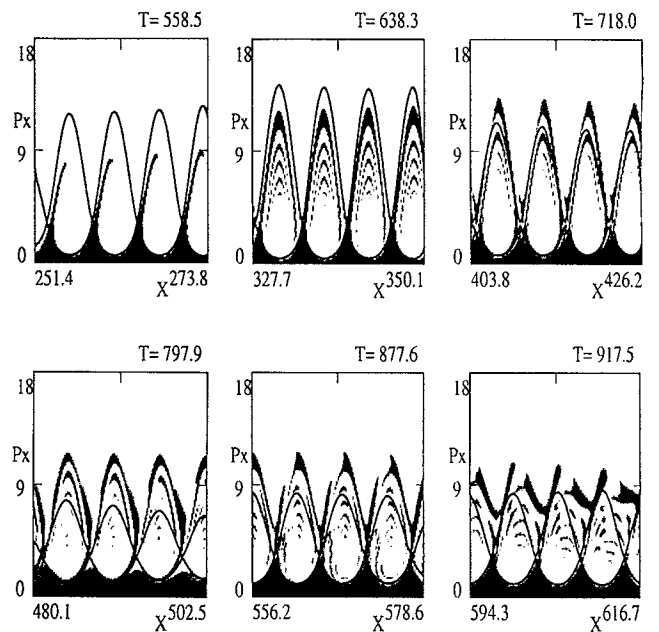 T= 558.5
T= 638.3
T= 718.0
18
18
18
Px
Px
Px
9
9
9
0
0
0
251.4
X
273.8
327.7
X
350.1
403.8
X
426.2
T= 797.9
T= 877.6
T= 917.5
18
18
18
Px
Px
Px
9
9
9
0
0
0
480.1
X
502.5
556.2
X
578.6
594.3
X
616.7